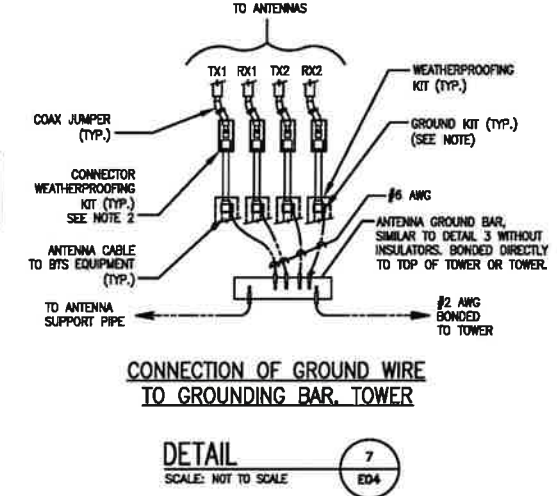 TO ANTENNAS
TX1 RX1 TX2 RX2
WEATHERPROOFING
KIT (TYP.)
COAX JUMPER
(TYP.)
GROUND KIT (TYP.)
(SEE NOTE)
CONNECTOR
WEATHERPROOFING
KIT (TYP.)
SEE NOTE 2
#6 AWG
ANTENNA GROUND BAR,
SIMILAR TO DETAIL 3 WITHOUT
INSULATORS. BONDED DIRECTLY
TO TOP OF TOWER OR TOWER.
ANTENNA CABLE
TO BTS EQUIPMENT
(TYP.)
TO ANTENNA
SUPPORT PIPE
#2 AWG
BONDED
TO TOWER
CONNECTION OF GROUND WIRE
TO GROUNDING BAR, TOWER
DETAIL
SCALE: NOT TO SCALE
7
E04